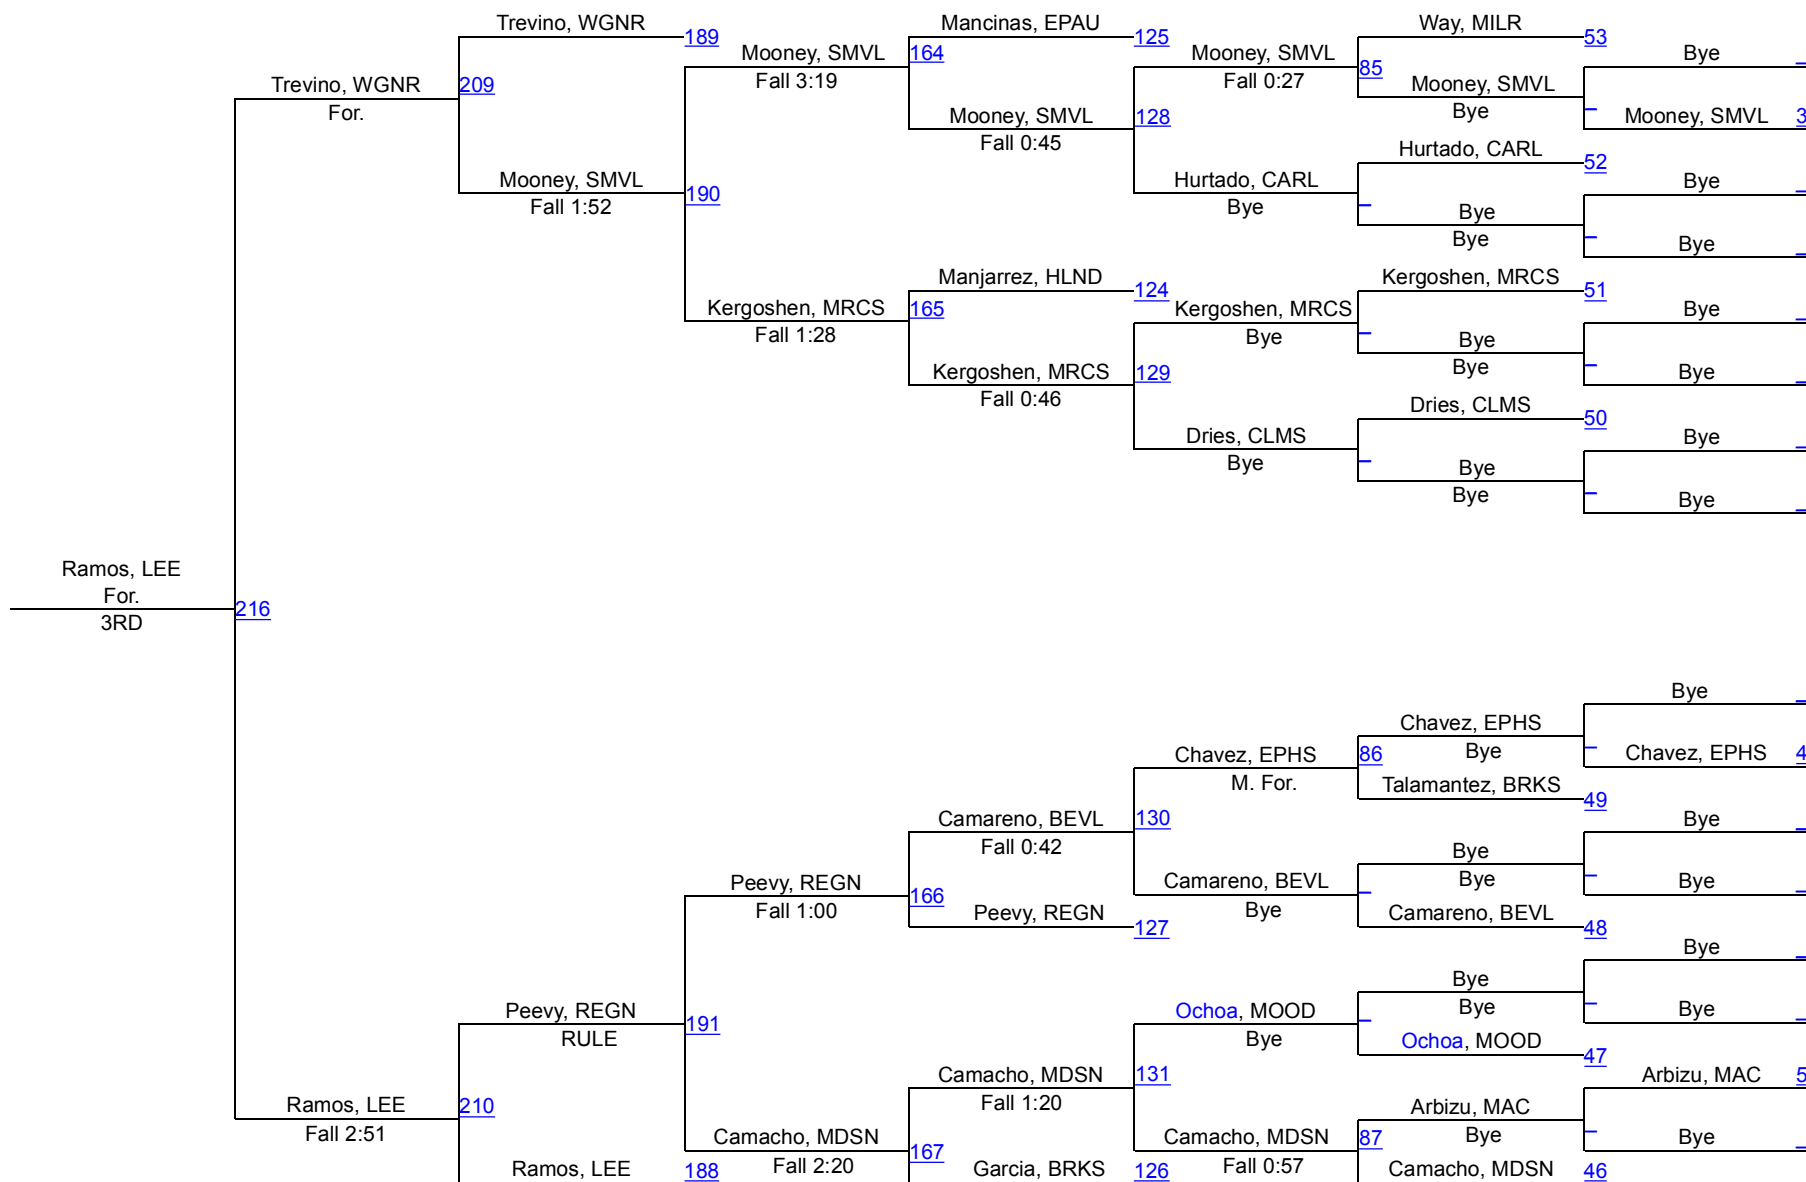 Trevino, WGNR
189
Mancinas, EPAU
125
Way, MILR
53
Mooney, SMVL
Fall 3:19
164
Mooney, SMVL
Fall 0:27
85
Bye
Trevino, WGNR
For.
209
Mooney, SMVL
Bye
Mooney, SMVL
Fall 0:45
128
Mooney, SMVL
3
Hurtado, CARL
52
Mooney, SMVL
Fall 1:52
190
Hurtado, CARL
Bye
Bye
Bye
Bye
Bye
Manjarrez, HLND
124
Kergoshen, MRCS
51
Kergoshen, MRCS
Fall 1:28
165
Kergoshen, MRCS
Bye
Bye
Bye
Bye
Kergoshen, MRCS
Fall 0:46
129
Bye
Dries, CLMS
50
Dries, CLMS
Bye
Bye
Bye
Bye
Bye
Ramos, LEE
For.
3RD
216
Bye
Chavez, EPHS
Bye
Chavez, EPHS
M. For.
86
Chavez, EPHS
4
Talamantez, BRKS
49
Camareno, BEVL
Fall 0:42
130
Bye
Bye
Bye
Peevy, REGN
Fall 1:00
166
Camareno, BEVL
Bye
Bye
Peevy, REGN
127
Camareno, BEVL
48
Bye
Bye
Bye
Peevy, REGN
RULE
191
Ochoa, MOOD
Bye
Bye
Ochoa, MOOD
47
Camacho, MDSN
Fall 1:20
131
Arbizu, MAC
5
Ramos, LEE
Fall 2:51
210
Arbizu, MAC
Bye
Camacho, MDSN
Fall 2:20
167
Camacho, MDSN
Fall 0:57
87
Bye
Ramos, LEE
188
Garcia, BRKS
126
Camacho, MDSN
46